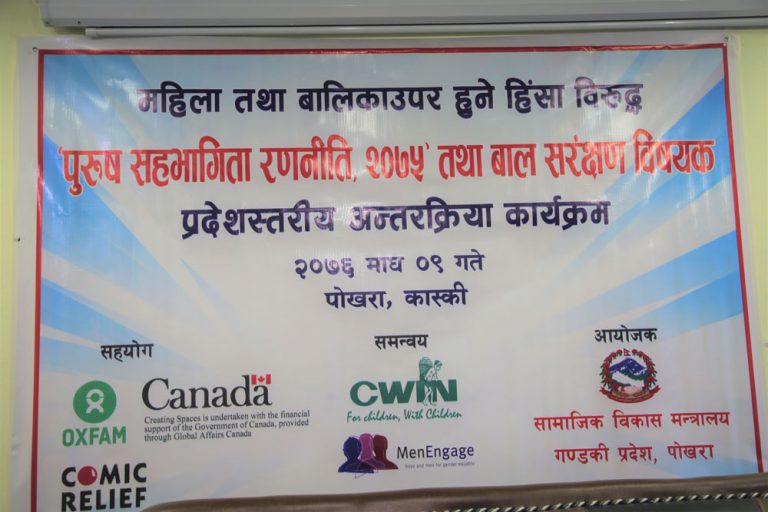 महिला तथा बालिकाउपर हुने हिंसा विरुद्ध
'पुरुष सहभागिता रणनीति, २०७५' तथा बाल सरंक्षण विषयक
प्रदेशस्तरीय अन्तरक्रिया कार्यक्रम
२०७६ माघ ०९ गते
पोखरा, कास्की
सहयोग
OXFAM
Canada
Creating Spaces is undertaken with the financial
support of the Government of Canada, provided
through Global Affairs Canada
COMIC
RELIEF
समन्वय
CWIN
For children, With Children
MenEngage
boys and men for gender equality
आयोजक
सामाजिक विकास मन्त्रालय
गण्डकी प्रदेश, पोखरा